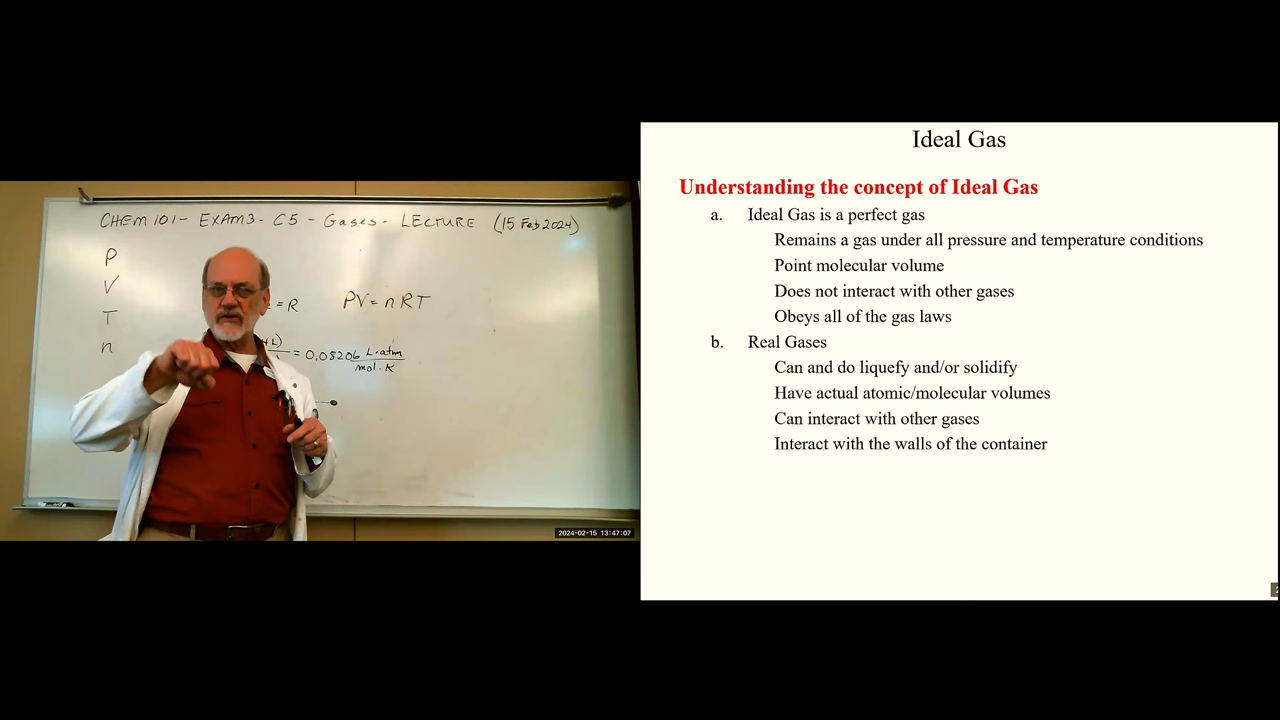 CHEM 101 - EXAM 3 - C5 - Gases - LECTURE (15 Feb 2024)
P
V
T
n
= R PV = nRT
L)
= 0.08206 L·atm
mol·K
2024-02-15 13:47:07
Ideal Gas
Understanding the concept of Ideal Gas
a. Ideal Gas is a perfect gas
Remains a gas under all pressure and temperature conditions
Point molecular volume
Does not interact with other gases
Obeys all of the gas laws
b. Real Gases
Can and do liquefy and/or solidify
Have actual atomic/molecular volumes
Can interact with other gases
Interact with the walls of the container